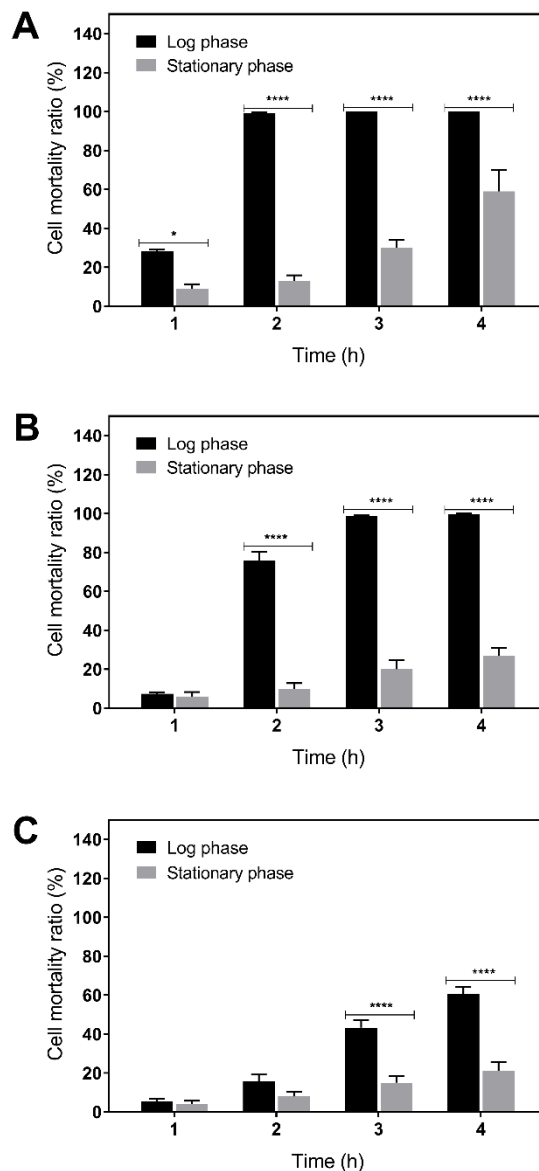 A
Cell mortality ratio (%)
140
120
100
80
60
40
20
0
Log phase
Stationary phase
*
****
****
****
1 2 3 4
Time (h)
B
Cell mortality ratio (%)
140
120
100
80
60
40
20
0
Log phase
Stationary phase
****
****
****
1 2 3 4
Time (h)
C
Cell mortality ratio (%)
140
120
100
80
60
40
20
0
Log phase
Stationary phase
****
****
1 2 3 4
Time (h)